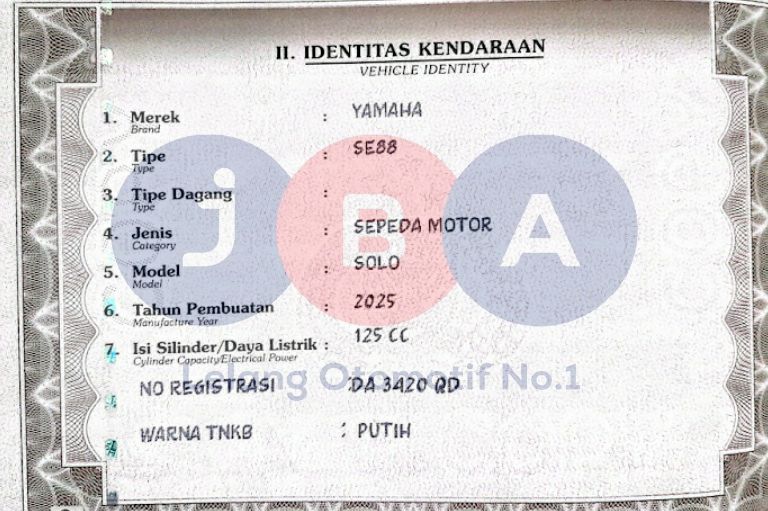 II. IDENTITAS KENDARAAN
VEHICLE IDENTITY
1. Merek : YAMAHA
Brand
2. Tipe : SE88
Type
3. Tipe Dagang :
Type
4. Jenis : SEPEDA MOTOR
Category
5. Model : SOLO
Model
6. Tahun Pembuatan : 2025
Manufacture Year
7. Isi Silinder/Daya Listrik : 125 CC
Cylinder Capacity/Electrical Power
NO REGISTRASI :DA 3420 QD
WARNA TNKB : PUTIH
JBA
Lelang Otomotif No.1